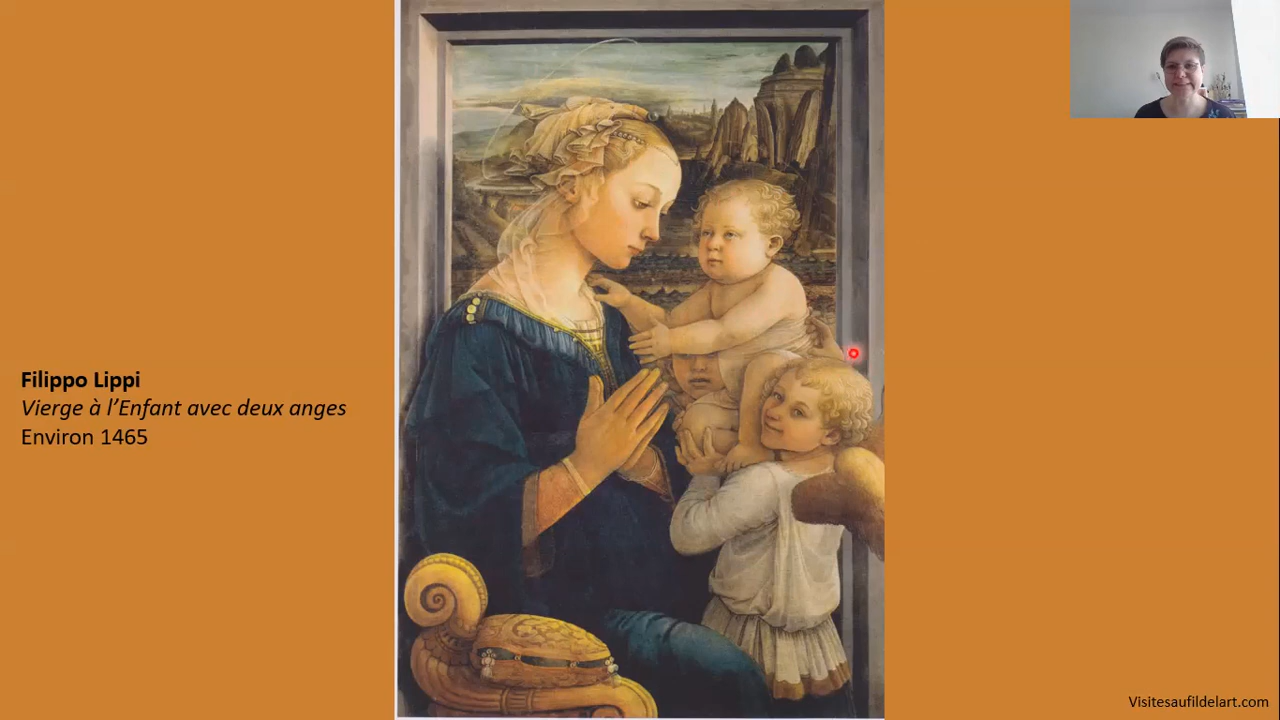 Filippo Lippi
Vierge à l’Enfant avec deux anges
Environ 1465
Visitesaufildelart.com